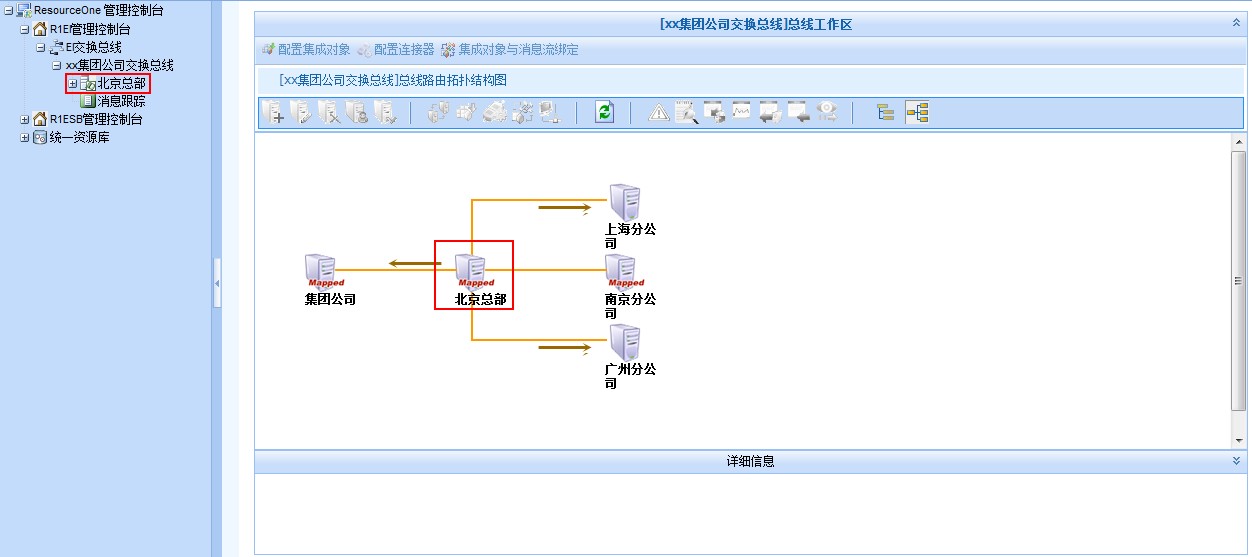 ResourceOne 管理控制台
R1EI管理控制台
EI交换总线
xx集团公司交换总线
北京总部
消息跟踪
R1ESB管理控制台
统一资源库
[xx集团公司交换总线]总线工作区
配置集成对象 配置连接器 集成对象与消息流绑定
[xx集团公司交换总线]总线路由拓扑结构图
上海分公
司
Mapped
集团公司
Mapped
北京总部
Mapped
南京分公
司
广州分公
司
详细信息